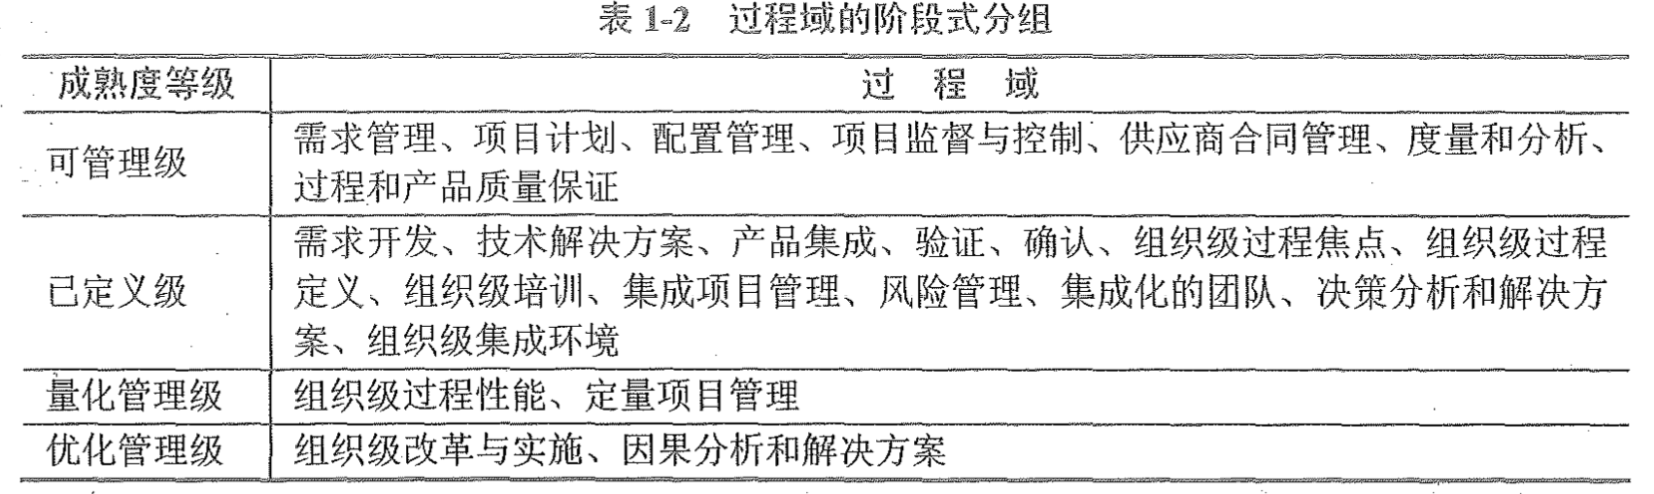 表 1-2 过程域的阶段式分组
成熟度等级 过 程 域
可管理级 需求管理、项目计划、配置管理、项目监督与控制、供应商合同管理、度量和分析、
过程和产品质量保证
已定义级 需求开发、技术解决方案、产品集成、验证、确认、组织级过程焦点、组织级过程
定义、组织级培训、集成项目管理、风险管理、集成化的团队、决策分析和解决方
案、组织级集成环境
量化管理级 组织级过程性能、定量项目管理
优化管理级 组织级改革与实施、因果分析和解决方案